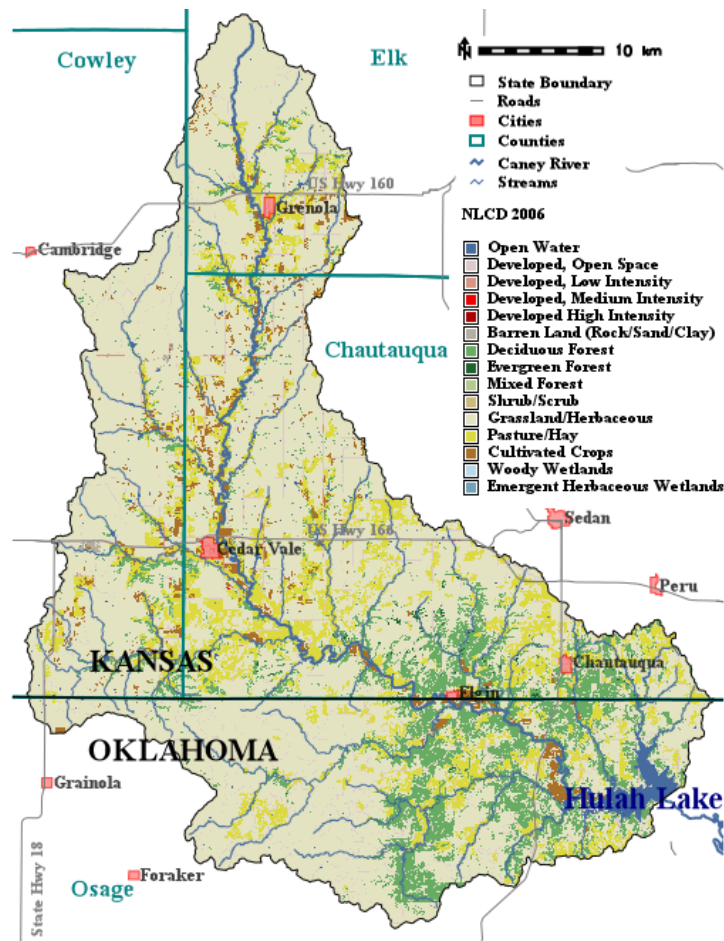 Cowley
Elk
N
10 km
State Boundary
Roads
Cities
Counties
Caney River
Streams
NLCD 2006
Open Water
Developed, Open Space
Developed, Low Intensity
Developed, Medium Intensity
Developed High Intensity
Barren Land (Rock/Sand/Clay)
Deciduous Forest
Evergreen Forest
Mixed Forest
Shrub/Scrub
Grassland/Herbaceous
Pasture/Hay
Cultivated Crops
Woody Wetlands
Emergent Herbaceous Wetlands
US Hwy 160
Grenola
Cambridge
Chautauqua
Sedan
US Hwy 166
Cedar Vale
Peru
KANSAS
Chautauqua
Elgin
OKLAHOMA
Grainola
Hulah Lake
State Hwy 18
Foraker
Osage